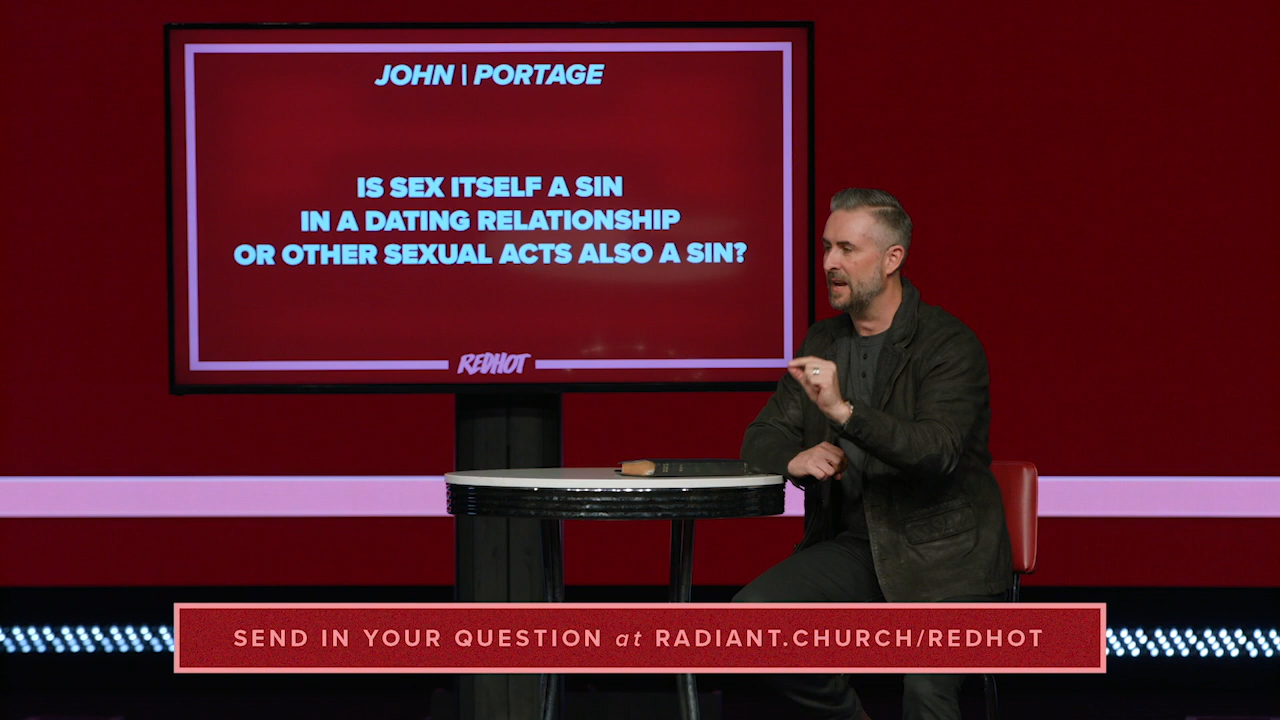 JOHN | PORTAGE
IS SEX ITSELF A SIN
IN A DATING RELATIONSHIP
OR OTHER SEXUAL ACTS ALSO A SIN?
REDHOT
SEND IN YOUR QUESTION at RADIANT.CHURCH/REDHOT